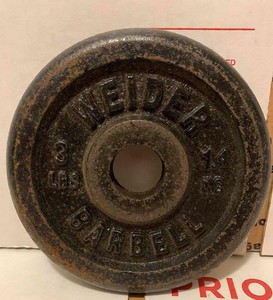 WEIDER
3
LBS
KG
BARBELL
PRIO